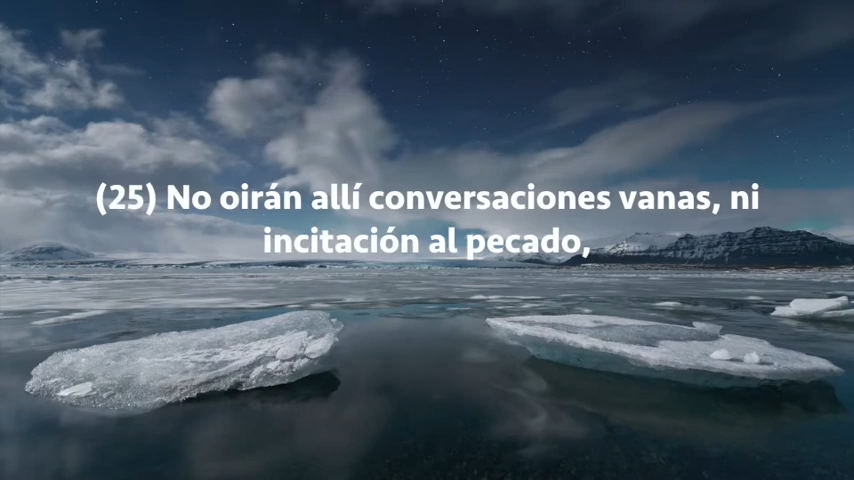 (25) No oirán allí conversaciones vanas, ni
incitación al pecado,